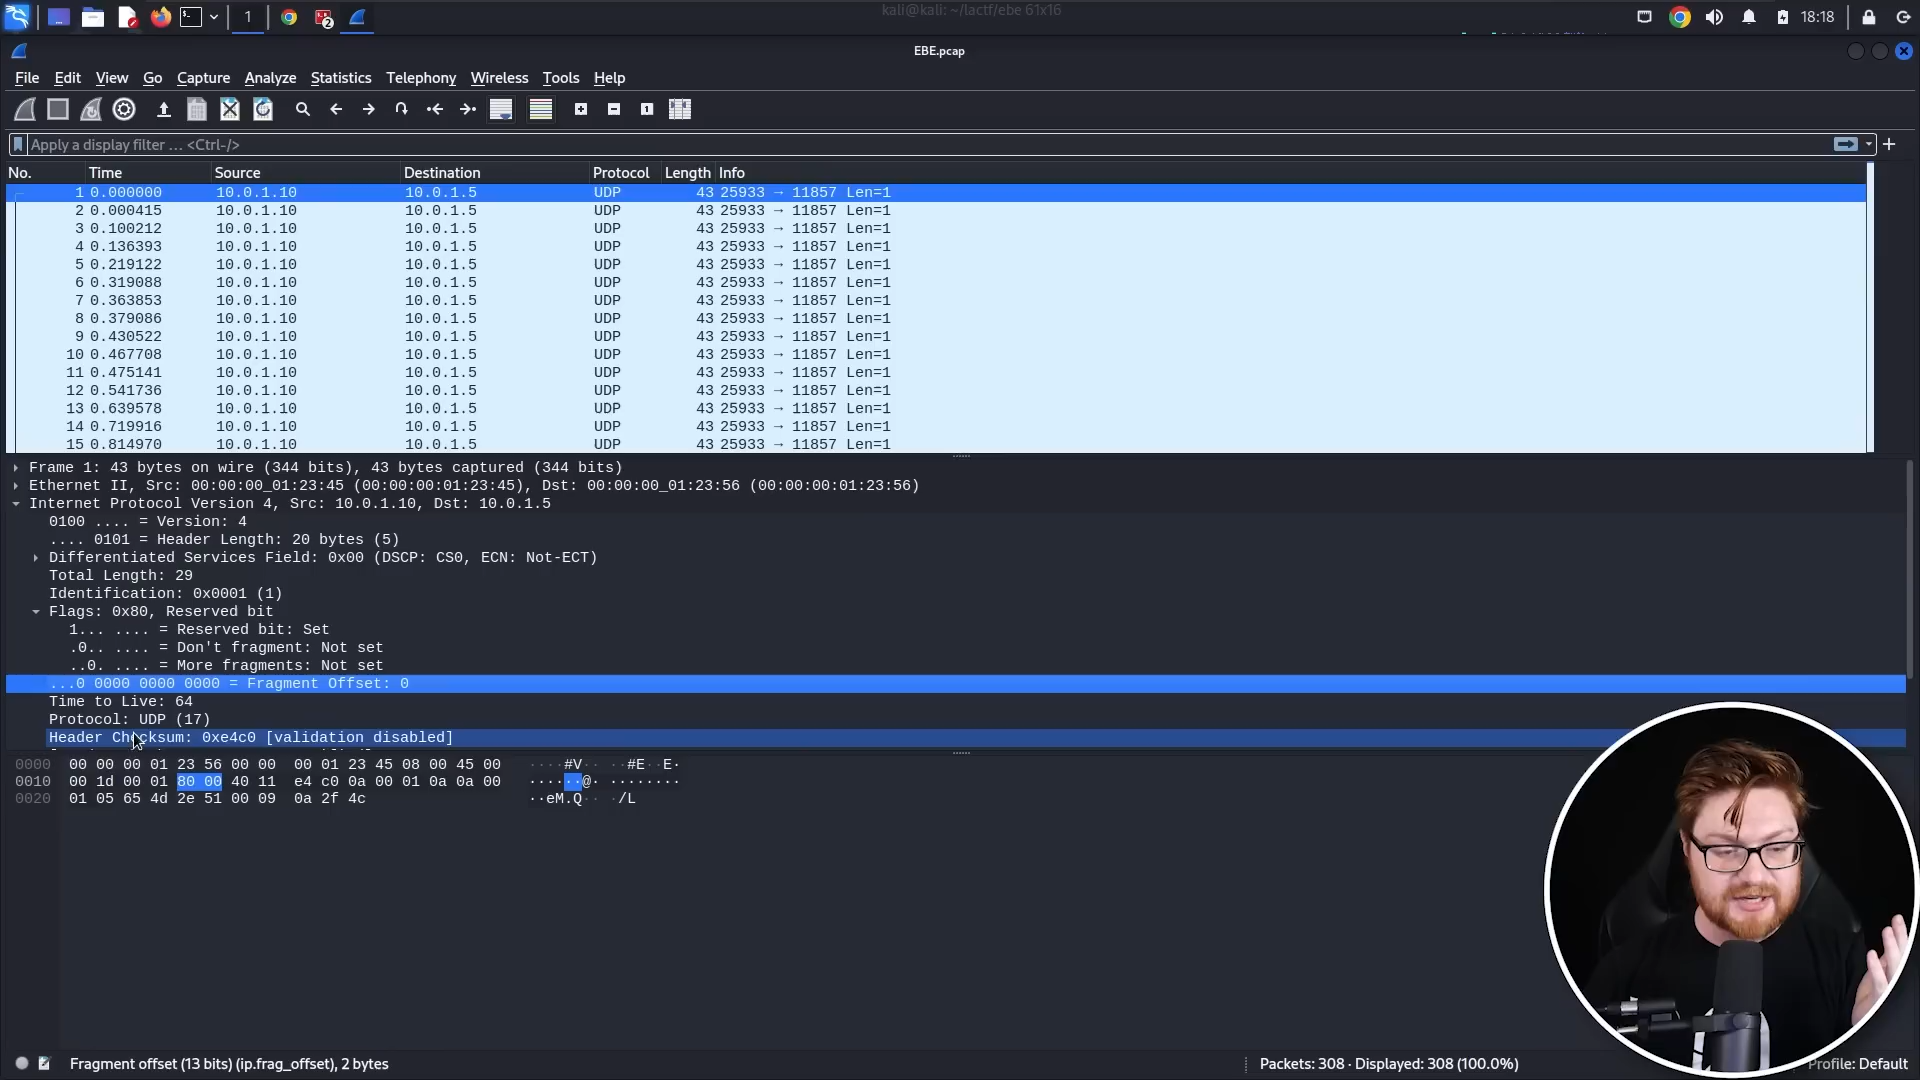 kali@kali: ~/lactf/ebe 61x16
1
2
18:18
EBE.pcap
File Edit View Go Capture Analyze Statistics Telephony Wireless Tools Help
Apply a display filter … <Ctrl-/>
No. Time Source Destination Protocol Length Info
1 0.000000 10.0.1.10 10.0.1.5 UDP 43 25933 → 11857 Len=1
2 0.000415 10.0.1.10 10.0.1.5 UDP 43 25933 → 11857 Len=1
3 0.100212 10.0.1.10 10.0.1.5 UDP 43 25933 → 11857 Len=1
4 0.136393 10.0.1.10 10.0.1.5 UDP 43 25933 → 11857 Len=1
5 0.219122 10.0.1.10 10.0.1.5 UDP 43 25933 → 11857 Len=1
6 0.319088 10.0.1.10 10.0.1.5 UDP 43 25933 → 11857 Len=1
7 0.363853 10.0.1.10 10.0.1.5 UDP 43 25933 → 11857 Len=1
8 0.379086 10.0.1.10 10.0.1.5 UDP 43 25933 → 11857 Len=1
9 0.430522 10.0.1.10 10.0.1.5 UDP 43 25933 → 11857 Len=1
10 0.467708 10.0.1.10 10.0.1.5 UDP 43 25933 → 11857 Len=1
11 0.475141 10.0.1.10 10.0.1.5 UDP 43 25933 → 11857 Len=1
12 0.541736 10.0.1.10 10.0.1.5 UDP 43 25933 → 11857 Len=1
13 0.639578 10.0.1.10 10.0.1.5 UDP 43 25933 → 11857 Len=1
14 0.719916 10.0.1.10 10.0.1.5 UDP 43 25933 → 11857 Len=1
15 0.814970 10.0.1.10 10.0.1.5 UDP 43 25933 → 11857 Len=1
Frame 1: 43 bytes on wire (344 bits), 43 bytes captured (344 bits)
Ethernet II, Src: 00:00:00_01:23:45 (00:00:00:01:23:45), Dst: 00:00:00_01:23:56 (00:00:00:01:23:56)
Internet Protocol Version 4, Src: 10.0.1.10, Dst: 10.0.1.5
0100 .... = Version: 4
.... 0101 = Header Length: 20 bytes (5)
Differentiated Services Field: 0x00 (DSCP: CS0, ECN: Not-ECT)
Total Length: 29
Identification: 0x0001 (1)
Flags: 0x80, Reserved bit
1... .... = Reserved bit: Set
.0.. .... = Don't fragment: Not set
..0. .... = More fragments: Not set
...0 0000 0000 0000 = Fragment Offset: 0
Time to Live: 64
Protocol: UDP (17)
Header Checksum: 0xe4c0 [validation disabled]
0000 00 00 00 01 23 56 00 00 00 01 23 45 08 00 45 00 ····#V·· ··#E··E·
0010 00 1d 00 01 80 00 40 11 e4 c0 0a 00 01 0a 0a 00 ······@· ········
0020 01 05 65 4d 2e 51 00 09 0a 2f 4c ··eM.Q·· ·/L
Fragment offset (13 bits) (ip.frag_offset), 2 bytes
Packets: 308 · Displayed: 308 (100.0%)
Profile: Default